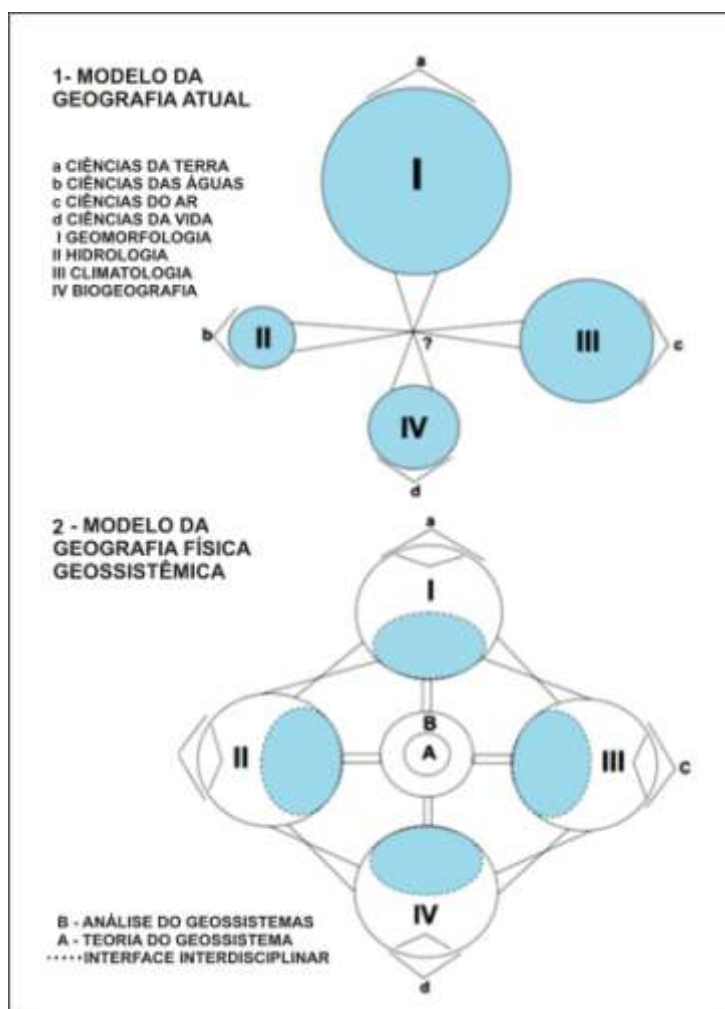 1- MODELO DA
GEOGRAFIA ATUAL
a CIÊNCIAS DA TERRA
b CIÊNCIAS DAS ÁGUAS
c CIÊNCIAS DO AR
d CIÊNCIAS DA VIDA
I GEOMORFOLOGIA
II HIDROLOGIA
III CLIMATOLOGIA
IV BIOGEOGRAFIA
a
I
b
II
?
III
c
IV
d
2 - MODELO DA
GEOGRAFIA FÍSICA
GEOSSISTÊMICA
a
I
B
A
II
III
C
IV
d
B - ANÁLISE DO GEOSSISTEMAS
A - TEORIA DO GEOSSISTEMA
•••••INTERFACE INTERDISCIPLINAR